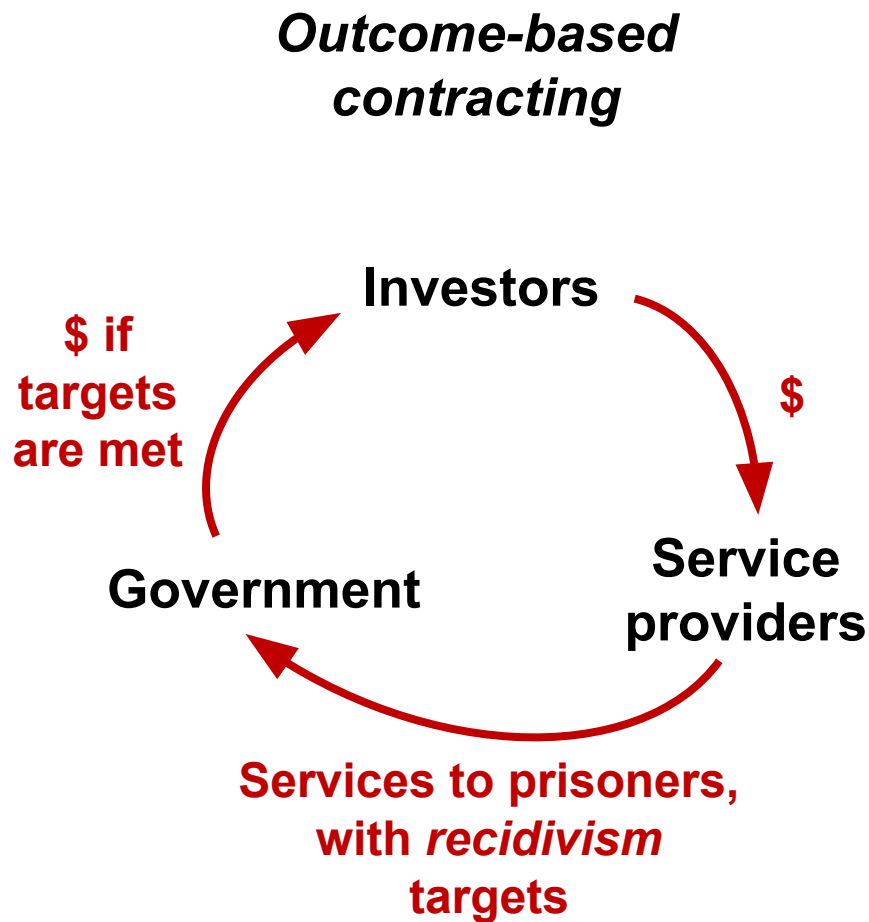 Outcome-based
contracting
Investors
$ if
targets
are met
$
Service
providers
Government
Services to prisoners,
with recidivism
targets